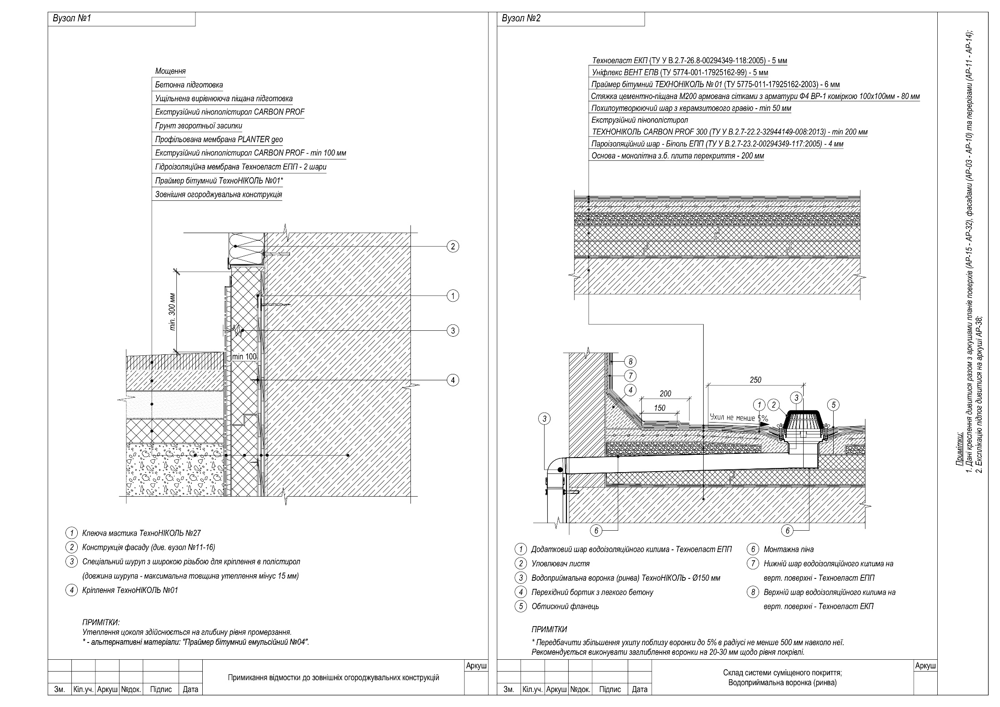 Вузол №1
Мощення
Бетонна підготовка
Ущільнена вирівнююча піщана підготовка
Екструзійний пінополістирол CARBON PROF
Грунт зворотньої засипки
Профільована мембрана PLANTER geo
Екструзійний пінополістирол CARBON PROF - min 100 мм
Гідроізоляційна мембрана Техноеласт ЕПП - 2 шари
Праймер бітумний ТехноНІКОЛЬ №01*
Зовнішня огороджувальна конструкція
2
1
3
4
min. 300 мм
min 100
1 Клеюча мастика ТехноНІКОЛЬ №27
2 Конструкція фасаду (див. вузол №11-16)
3 Спеціальний шуруп з широкою різьбою для кріплення в полістирол
(довжина шурупа - максимальна товщина утеплення мінус 15 мм)
4 Кріплення ТехноНІКОЛЬ №01
ПРИМІТКИ:
Утеплення цоколя здійснюється на глибину рівня промерзання.
* - альтернативні матеріали: "Праймер бітумний емульсійний №04".
Зм. Кіл.уч. Аркуш №док. Підпис Дата
Примикання відмостки до зовнішніх огороджувальних конструкцій
Аркуш
Вузол №2
Техноеласт ЕКП (ТУ У В.2.7-26.8-00294349-118:2005) - 5 мм
Уніфлекс ВЕНТ ЕПВ (ТУ 5774-001-17925162-99) - 5 мм
Праймер бітумний ТЕХНОНІКОЛЬ № 01 (ТУ 5775-011-17925162-2003) - 6 мм
Стяжка цементно-піщана М200 армована сітками з арматури Ф4 ВР-1 коміркою 100х100мм - 80 мм
Похилоутворюючий шар з керамзитового гравію - min 50 мм
Екструзійний пінополістирол
ТЕХНОНІКОЛЬ CARBON PROF 300 (ТУ У В.2.7-22.2-32944149-008:2013) - min 200 мм
Пароізоляційний шар - Біполь ЕПП (ТУ У В.2.7-23.2-00294349-117:2005) - 4 мм
Основа - монолітна з.б. плита перекриття - 200 мм
8
7
4
200
150
250
Ухил не менше 5%
1
2
3
5
3
6
6
1 Додатковий шар водоізоляційного килима - Техноеласт ЕПП
2 Уловлювач листя
3 Водоприймальна воронка (ринва) ТехноНІКОЛЬ - Ø150 мм
4 Перехідний бортик з легкого бетону
5 Обтискний фланець
6 Монтажна піна
7 Нижній шар водоізоляційного килима на
верт. поверхні - Техноеласт ЕПП
8 Верхній шар водоізоляційного килима на
верт. поверхні - Техноеласт ЕКП
ПРИМІТКИ
* Передбачити збільшення ухилу поблизу воронки до 5% в радіусі не менше 500 мм навколо неї.
Рекомендується виконувати заглиблення воронки на 20-30 мм щодо рівня покрівлі.
Зм. Кіл.уч. Аркуш №док. Підпис Дата
Склад системи суміщеного покриття;
Водоприймальна воронка (ринва)
Аркуш
Примітки:
1. Дані креслення дивитися разом з аркушами планів поверхів (АР-15 - АР-32), фасадами (АР-03 - АР-10) та перерізами (АР-11 - АР-14);
2. Експлікацію підлог дивитися на аркуші АР-38;